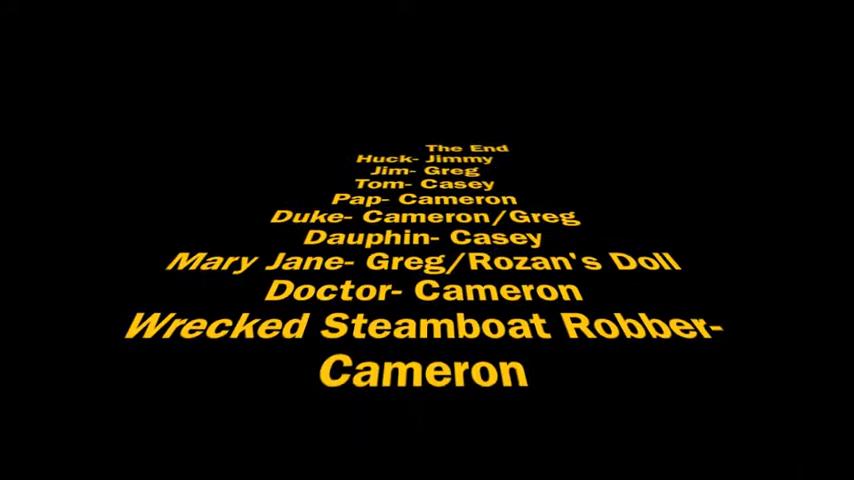 The End
Huck- Jimmy
Jim- Greg
Tom- Casey
Pap- Cameron
Duke- Cameron/Greg
Dauphin- Casey
Mary Jane- Greg/Rozan's Doll
Doctor- Cameron
Wrecked Steamboat Robber-
Cameron